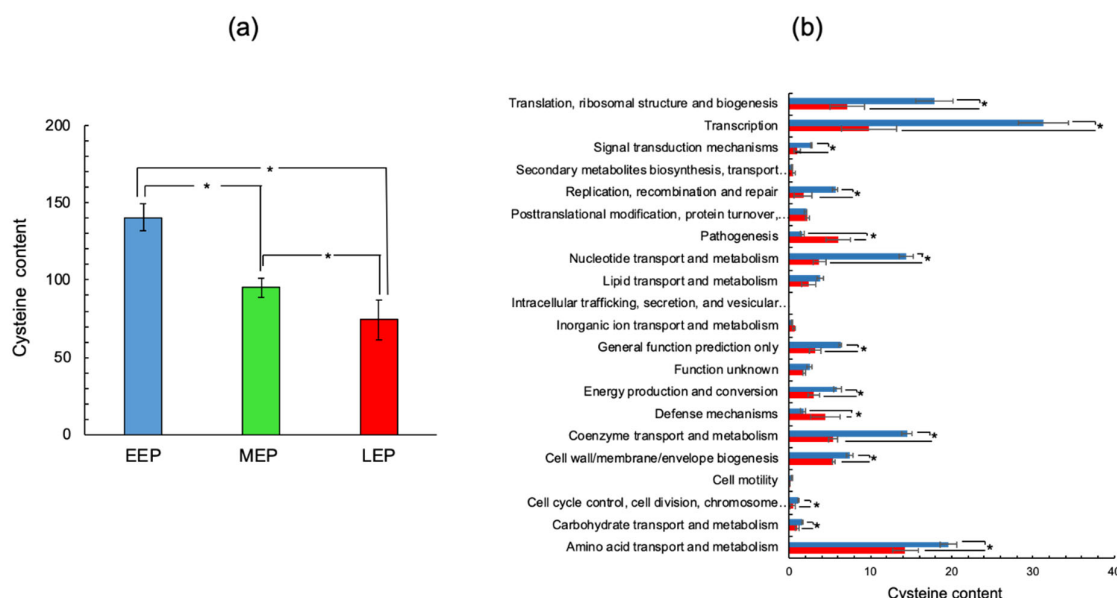 (a)
(b)
Cysteine content
200
150
100
50
0
EEP
MEP
LEP
*
*
*
Translation, ribosomal structure and biogenesis
*
Transcription
*
Signal transduction mechanisms
*
Secondary metabolites biosynthesis, transport..
Replication, recombination and repair
*
Posttranslational modification, protein turnover,..
Pathogenesis
*
Nucleotide transport and metabolism
*
Lipid transport and metabolism
Intracellular trafficking, secretion, and vesicular
Inorganic ion transport and metabolism
General function prediction only
*
Function unknown
Energy production and conversion
*
Defense mechanisms
*
Coenzyme transport and metabolism
*
Cell wall/membrane/envelope biogenesis
*
Cell motility
Cell cycle control, cell division, chromosome..
*
Carbohydrate transport and metabolism
*
Amino acid transport and metabolism
*
0
10
20
30
40
Cysteine content